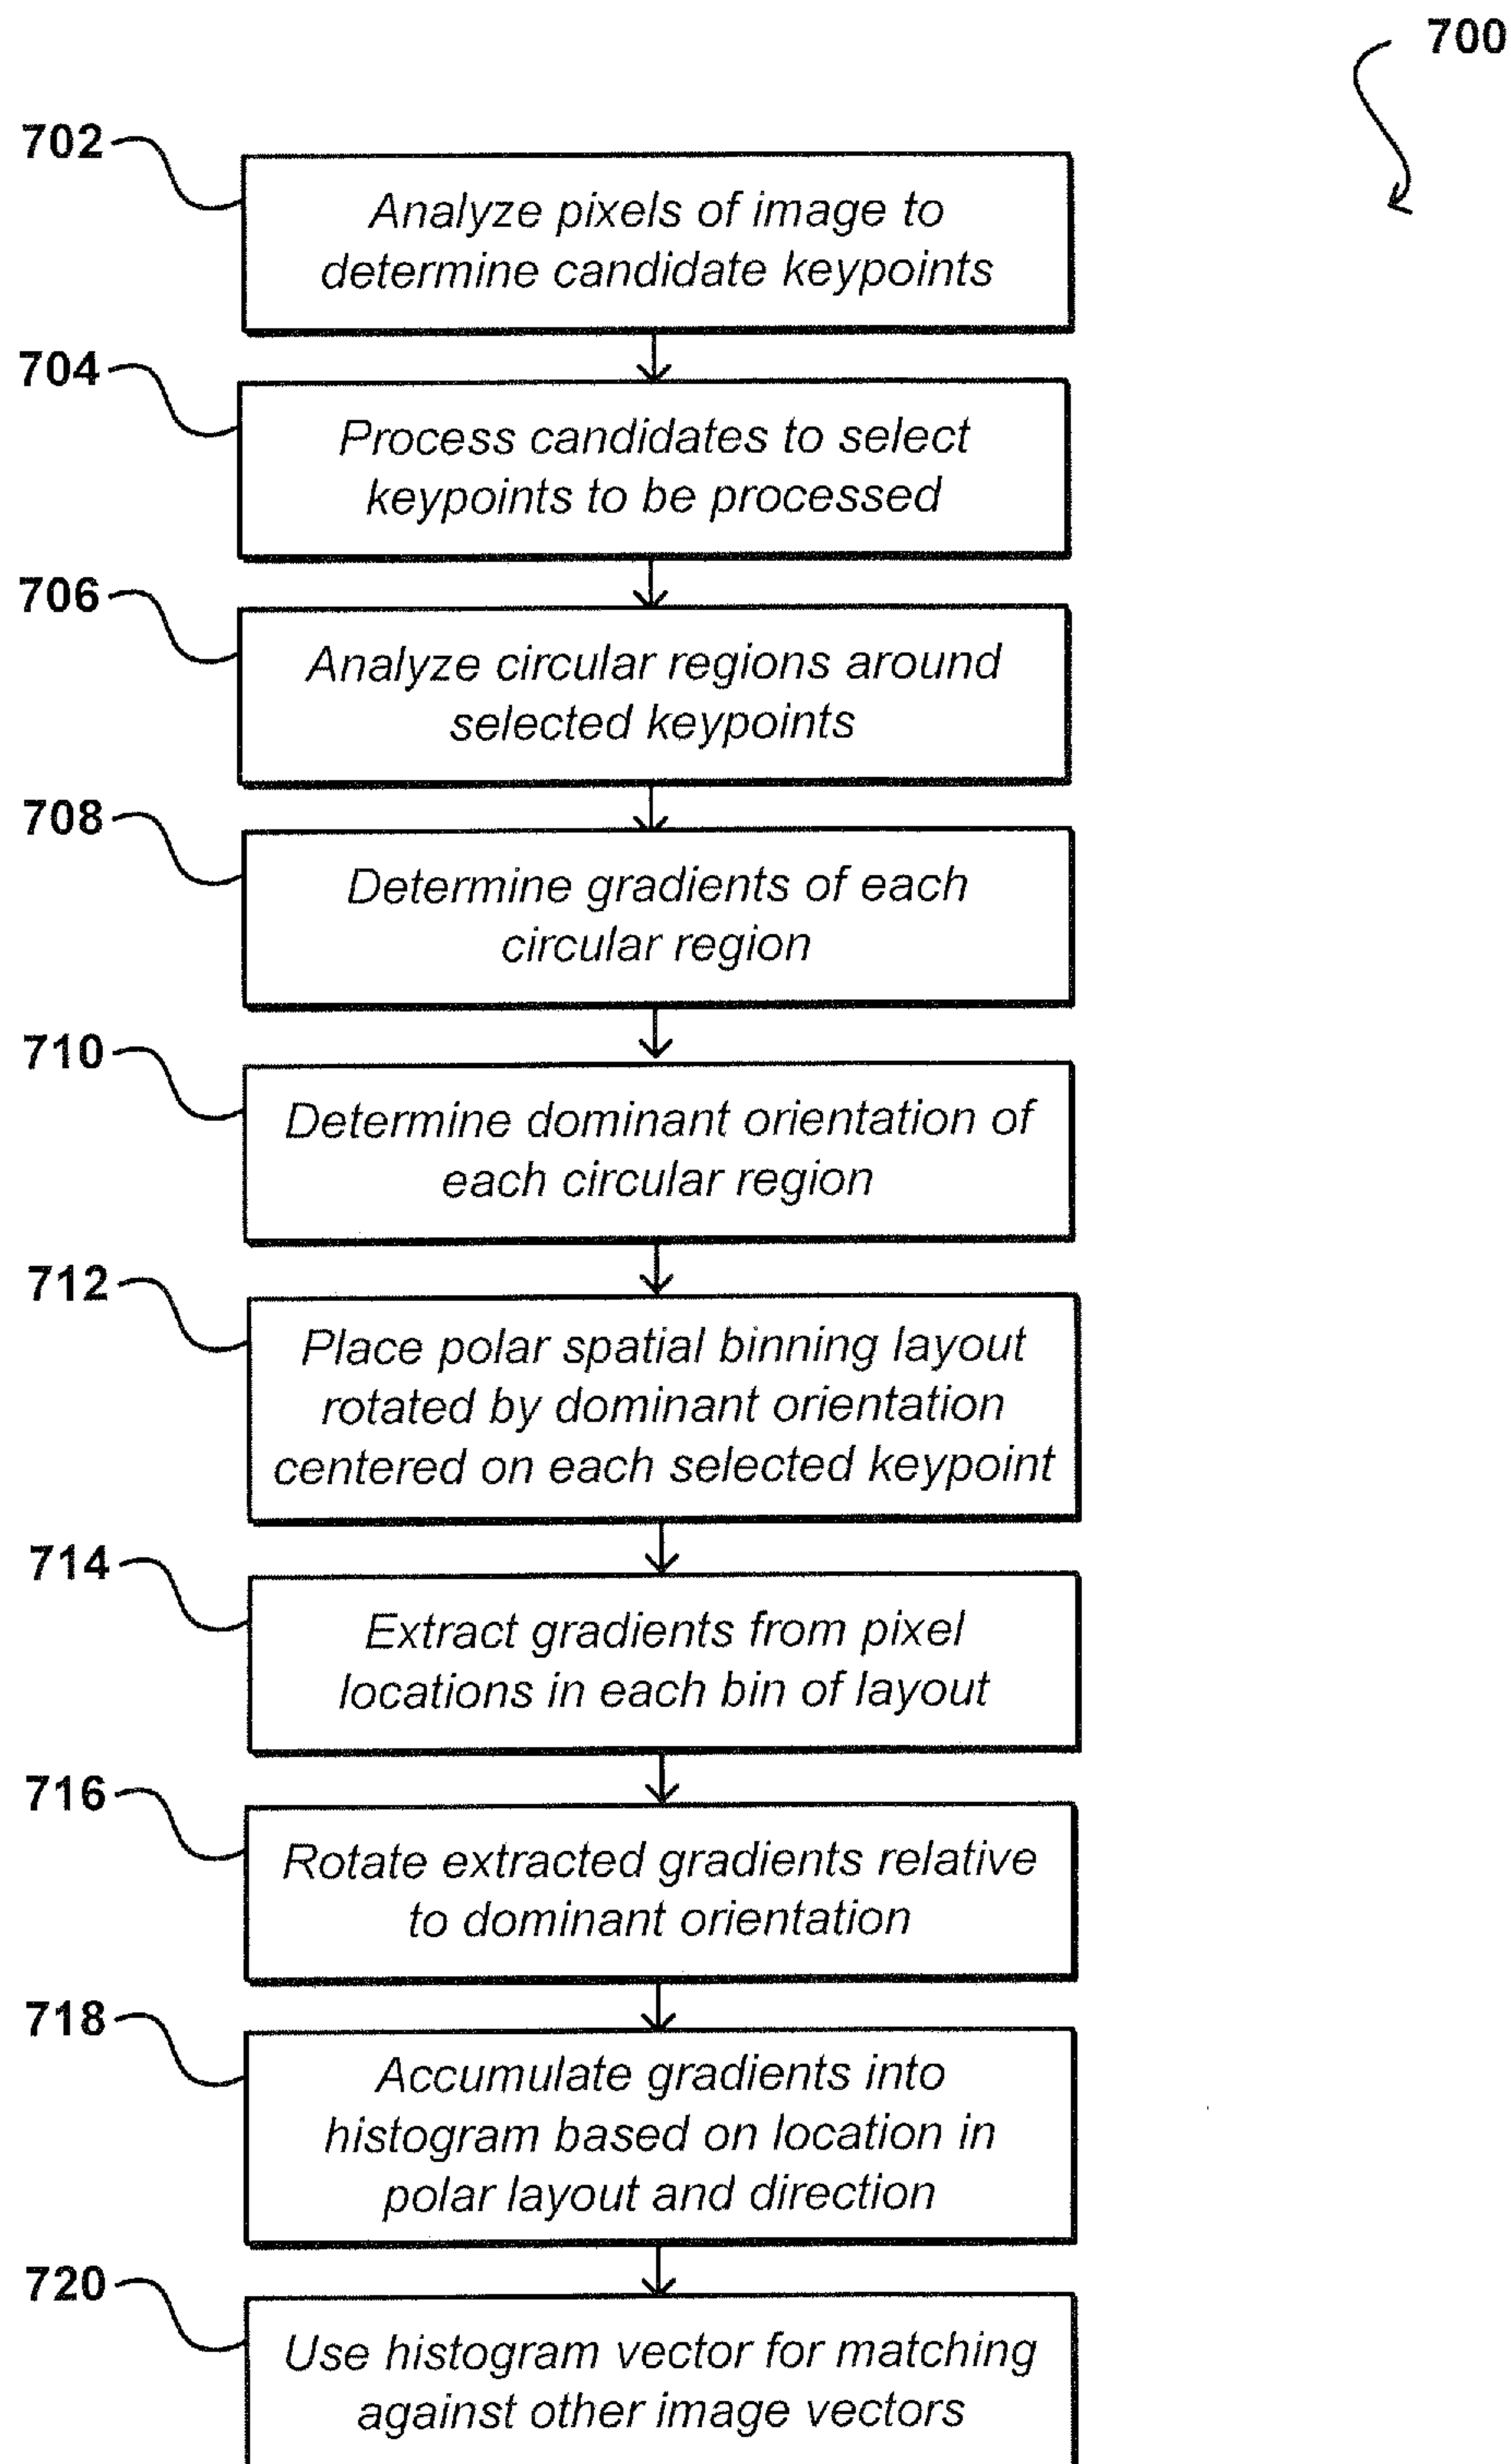 700
702
Analyze pixels of image to
determine candidate keypoints
704
Process candidates to select
keypoints to be processed
706
Analyze circular regions around
selected keypoints
708
Determine gradients of each
circular region
710
Determine dominant orientation of
each circular region
712
Place polar spatial binning layout
rotated by dominant orientation
centered on each selected keypoint
714
Extract gradients from pixel
locations in each bin of layout
716
Rotate extracted gradients relative
to dominant orientation
718
Accumulate gradients into
histogram based on location in
polar layout and direction
720
Use histogram vector for matching
against other image vectors